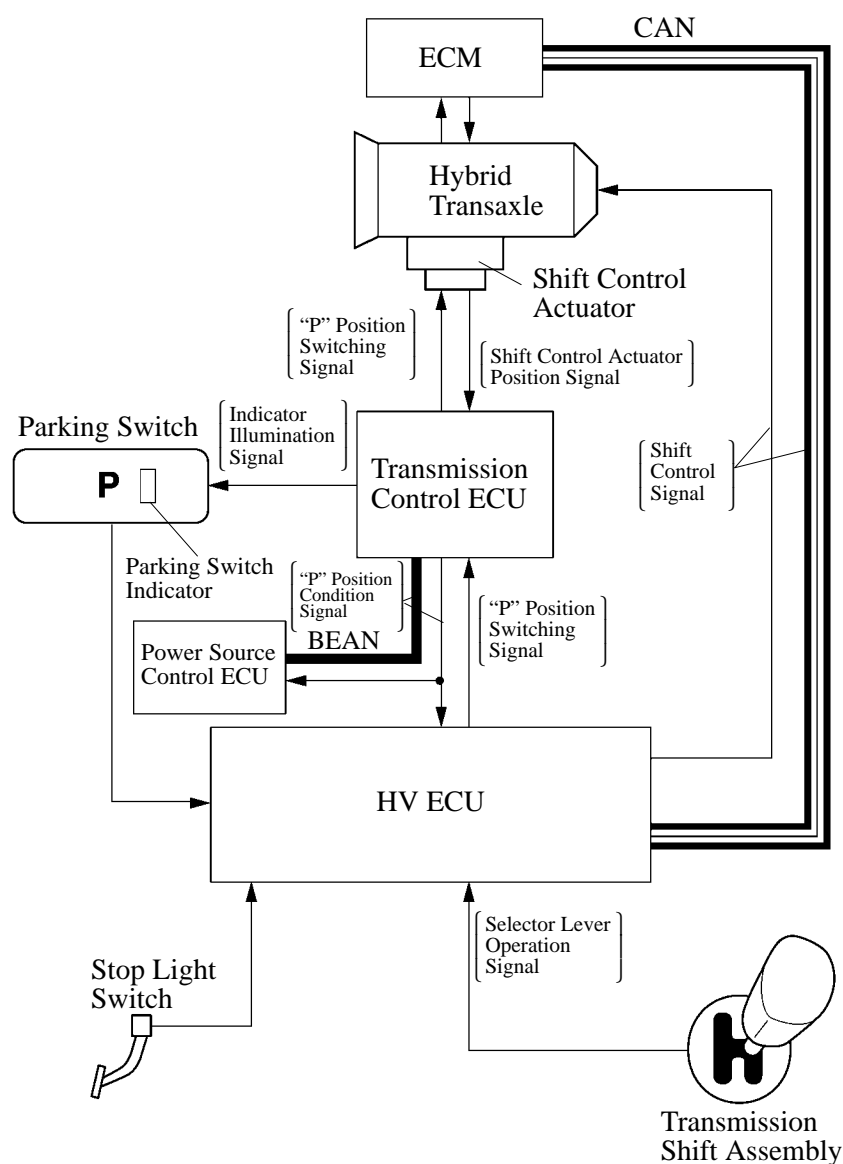 CAN
ECM
Hybrid
Transaxle
Shift Control
Actuator
“P” Position
Switching
Signal
Shift Control Actuator
Position Signal
Parking Switch
Indicator
Illumination
Signal
P
Transmission
Control ECU
Shift
Control
Signal
Parking Switch
Indicator
“P” Position
Condition
Signal
BEAN
“P” Position
Switching
Signal
Power Source
Control ECU
HV ECU
Selector Lever
Operation
Signal
Stop Light
Switch
Transmission
Shift Assembly